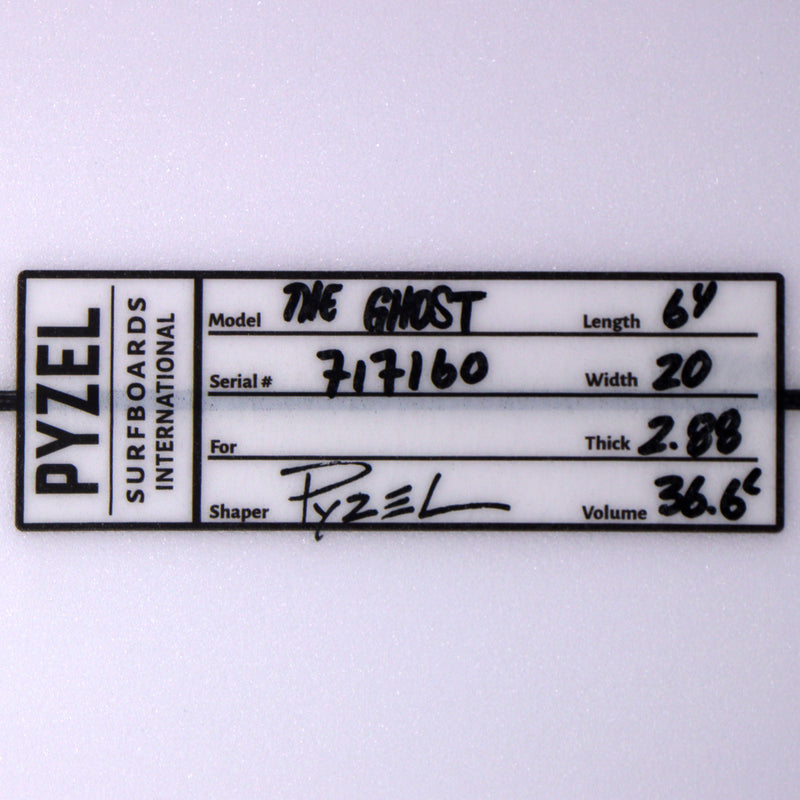 PYZEL
SURFBOARDS
INTERNATIONAL
Model THE GHOST Length 6'4
Serial # 717160 Width 20
For Thick 2.88
Shaper PYZEL Volume 36.6L